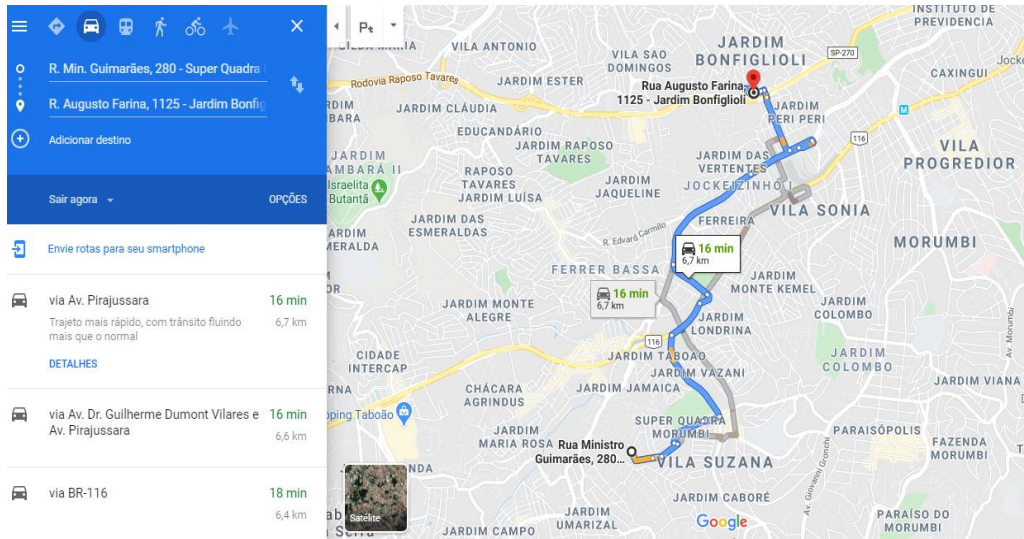 R. Min. Guimarães, 280 - Super Quadra
R. Augusto Farina, 1125 - Jardim Bonfig
Adicionar destino
Sair agora
OPÇÕES
Envie rotas para seu smartphone
via Av. Pirajussara
16 min
Trajeto mais rápido, com trânsito fluindo
6,7 km
mais que o normal
DETALHES
via Av. Dr. Guilherme Dumont Vilares e
16 min
Av. Pirajussara
6,6 km
via BR-116
18 min
6,4 km
INSTITUTO DE
PREVIDENCIA
VILA ANTONIO
VILA SAO
DOMINGOS
JARDIM
BONFIGLIOLI
SP-270
CAXINGUI
Rodovia Raposo Tavares
JARDIM ESTER
Rua Augusto Farina,
1125 - Jardim Bonfiglioli
JARDIM
PERI PERI
JARDIM CLÁUDIA
EDUCANDÁRIO
JARDIM RAPOSO
TAVARES
116
VILA
PROGREDIOR
JARDIM DAS
VERTENTES
JOCKEIZINHO
RAPOSO
TAVARES
JARDIM LUÍSA
JARDIM
JAQUELINE
Israelita
Butantã
JARDIM DAS
ESMERALDAS
FERREIRA
VILA SONIA
R. Edvard Carmilo
MORUMBI
16 min
6,7 km
FERRER BASSA
16 min
6,7 km
JARDIM
MONTE KEMEL
JARDIM MONTE
ALEGRE
JARDIM
COLOMBO
JARDIM
LONDRINA
116
Av. Morumbi
CIDADE
INTERCAP
JARDIM TABOAO
JARDIM
COLOMBO
JARDIM VAZANI
JARDIM VIANA
CHÁCARA
AGRINDUS
JARDIM JAMAICA
ping Taboão
SUPER QUADRA
MORUMBI
PARAISÓPOLIS
JARDIM
MARIA ROSA
Rua Ministro
Guimarães, 280...
VILA SUZANA
FAZENDA
MORUMBI
Av. Giovanni Gronchi
JARDIM CABORÉ
Satélite
JARDIM
UMARIZAL
Google
PARAÍSO DO
MORUMBI
JARDIM CAMPO